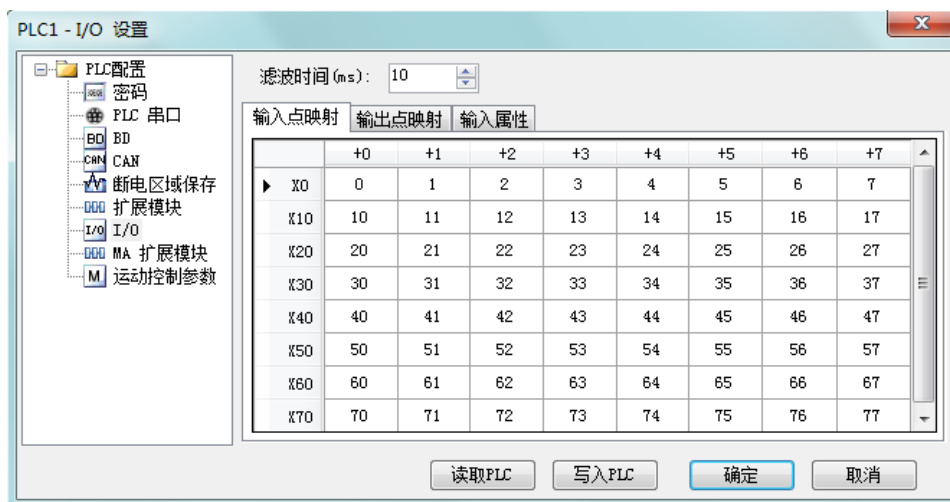 PLC1 - I/O 设置
PLC配置
密码
PLC 串口
BD BD
CAN CAN
断电区域保存
扩展模块
I/O I/O
MA 扩展模块
M 运动控制参数
滤波时间(ms): 10
输入点映射 输出点映射 输入属性
+0 +1 +2 +3 +4 +5 +6 +7
X0 0 1 2 3 4 5 6 7
X10 10 11 12 13 14 15 16 17
X20 20 21 22 23 24 25 26 27
X30 30 31 32 33 34 35 36 37
X40 40 41 42 43 44 45 46 47
X50 50 51 52 53 54 55 56 57
X60 60 61 62 63 64 65 66 67
X70 70 71 72 73 74 75 76 77
读取PLC 写入PLC 确定 取消